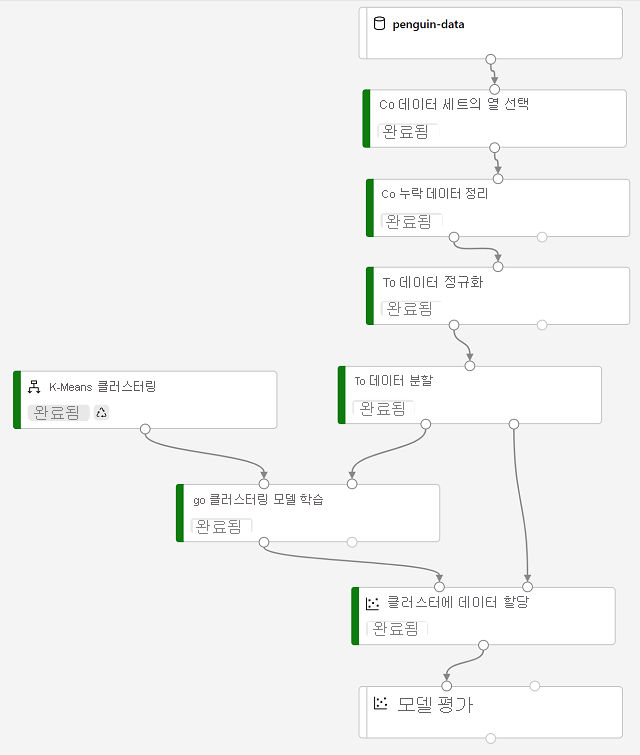 penguin-data
Co 데이터 세트의 열 선택
완료됨
Co 누락 데이터 정리
완료됨
To 데이터 정규화
완료됨
To 데이터 분할
완료됨
K-Means 클러스터링
완료됨
go 클러스터링 모델 학습
완료됨
클러스터에 데이터 할당
완료됨
모델 평가